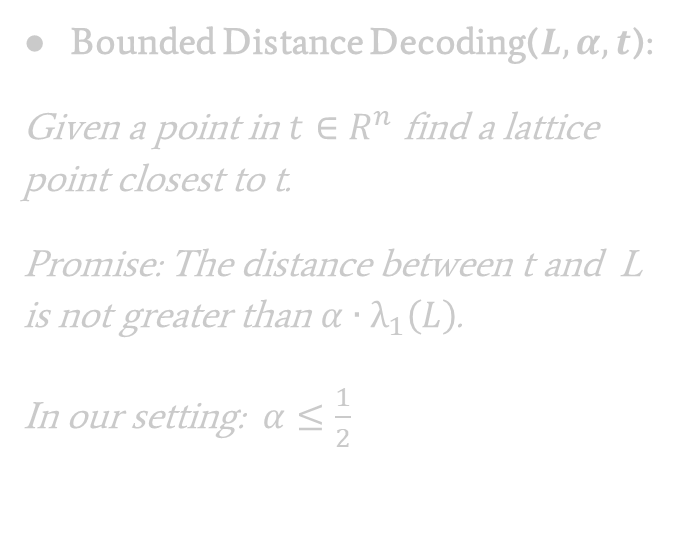 ● Bounded Distance Decoding(L, α, t):
Given a point in t ∈ Rⁿ find a lattice
point closest to t.
Promise: The distance between t and L
is not greater than α · λ₁(L).
In our setting: α ≤ 1/2